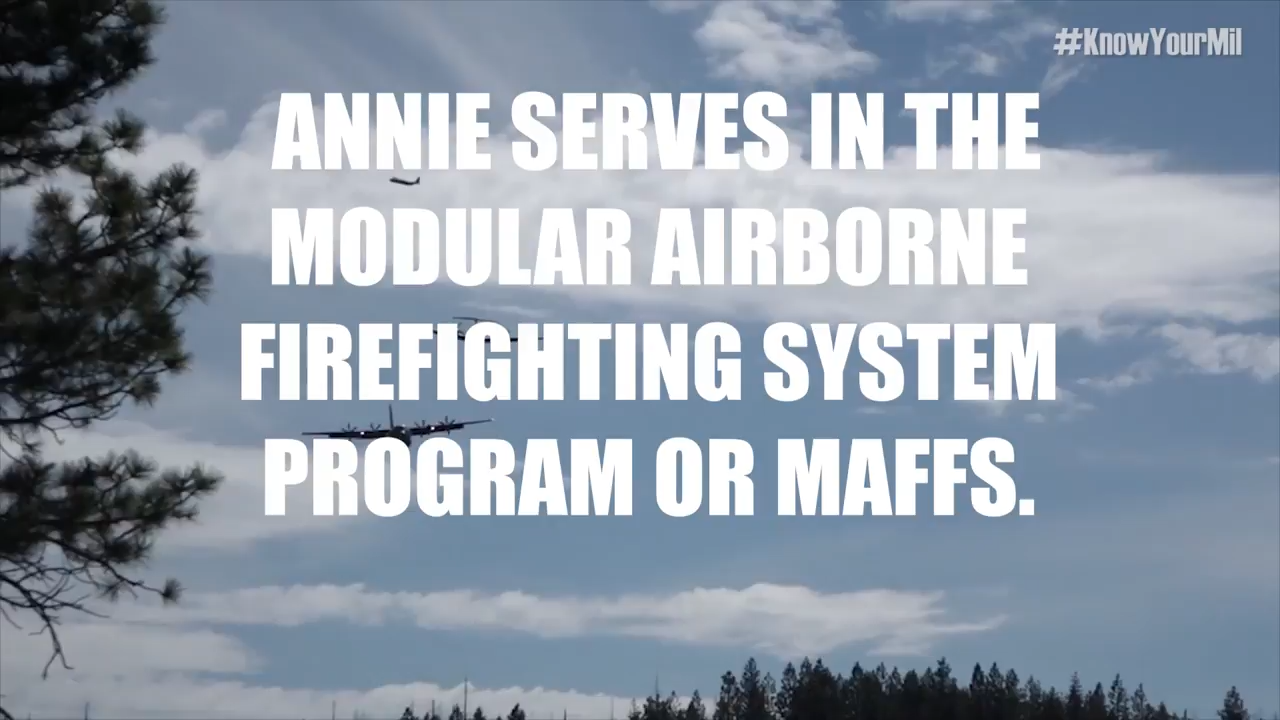 #KnowYourMil
ANNIE SERVES IN THE
MODULAR AIRBORNE
FIREFIGHTING SYSTEM
PROGRAM OR MAFFS.